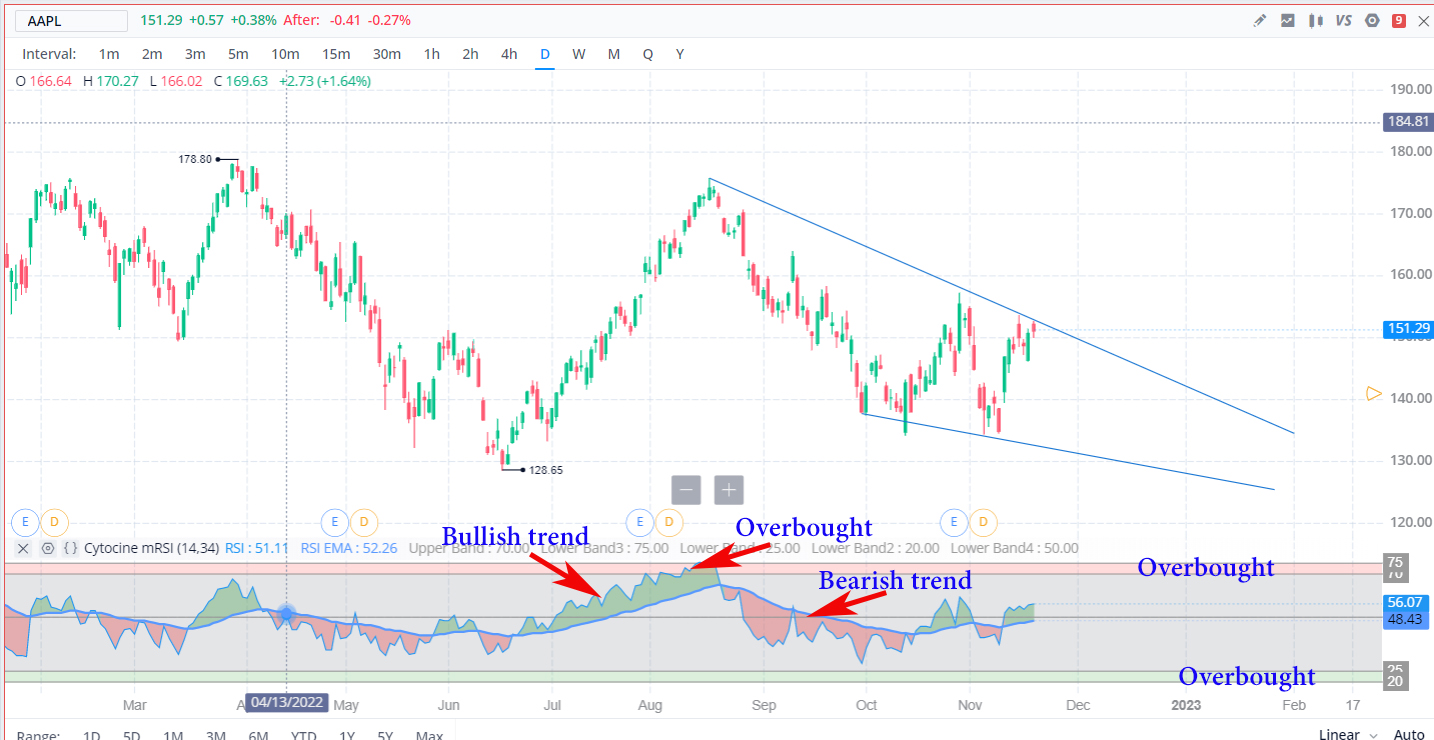 AAPL 151.29 +0.57 +0.38% After: -0.41 -0.27% VS 9
Interval: 1m 2m 3m 5m 10m 15m 30m 1h 2h 4h D W M Q Y
O 166.64 H 170.27 L 166.02 C 169.63 +2.73 (+1.64%)
190.00
184.81
180.00
178.80
170.00
160.00
151.29
150.00
140.00
130.00
128.65
120.00
E D E D E D E D
Bullish trend
Overbought
Cytocine mRSI (14,34) RSI : 51.11 RSI EMA : 52.26 Upper Band : 70.00 Lower Band3 : 75.00 Lower Band : 25.00 Lower Band2 : 20.00 Lower Band4 : 50.00
Overbought
75
70
Bearish trend
56.07
48.43
Overbought
25
20
Mar A 04/13/2022 May Jun Jul Aug Sep Oct Nov Dec 2023 Feb 17
Range: 1D 5D 1M 3M 6M YTD 1Y 5Y Max Linear Auto